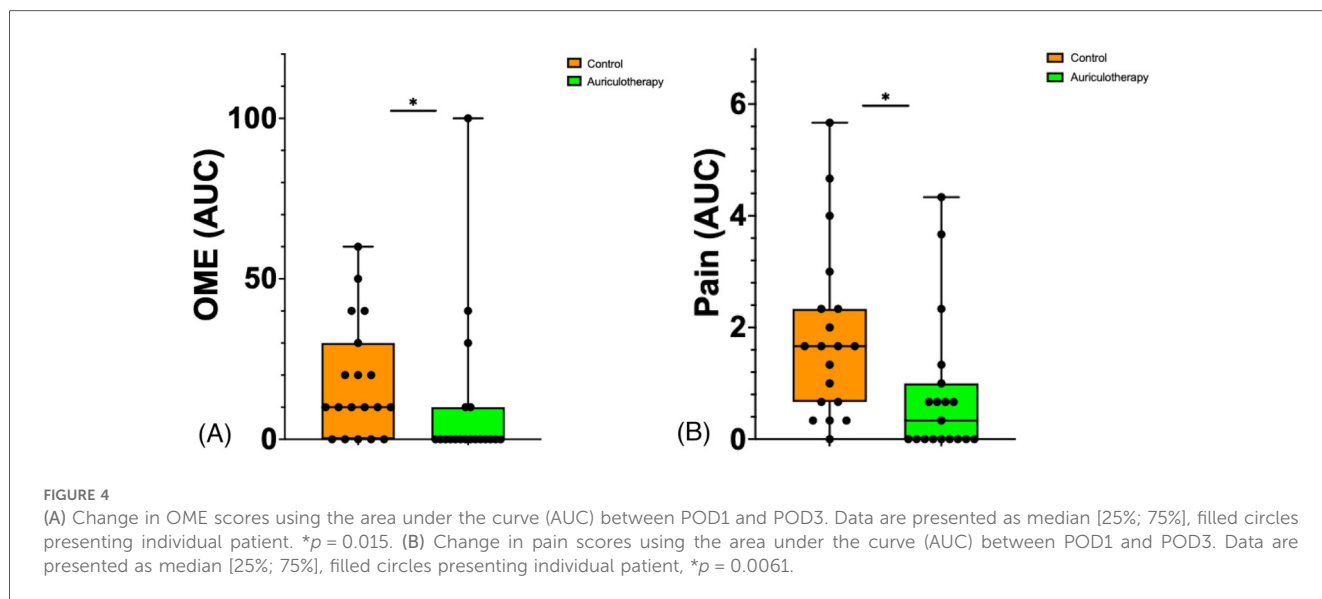 Control
Auriculotherapy
*
OME (AUC)
100
50
0
(A)
Control
Auriculotherapy
*
Pain (AUC)
6
4
2
0
(B)
FIGURE 4
(A) Change in OME scores using the area under the curve (AUC) between POD1 and POD3. Data are presented as median [25%; 75%], filled circles
presenting individual patient. *p = 0.015. (B) Change in pain scores using the area under the curve (AUC) between POD1 and POD3. Data are
presented as median [25%; 75%], filled circles presenting individual patient, *p = 0.0061.